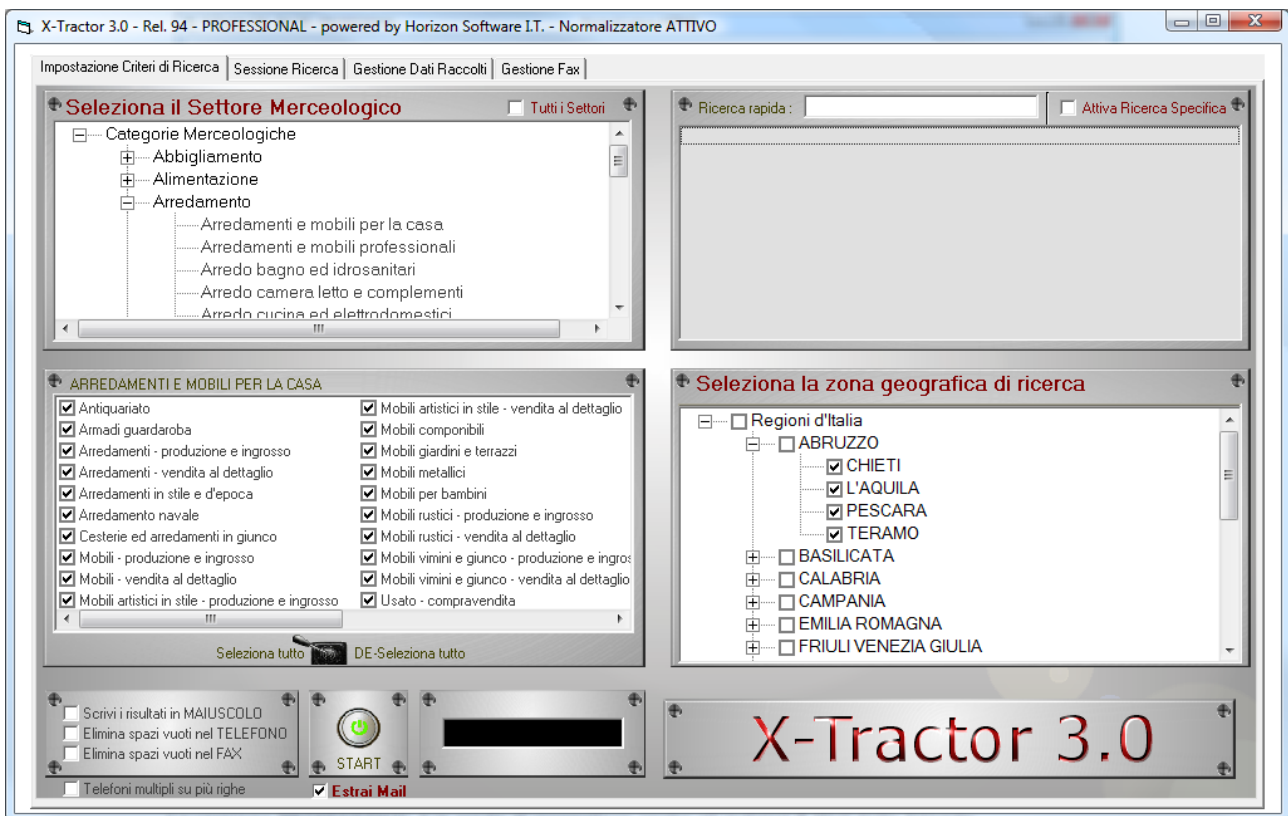 X-Tractor 3.0 - Rel. 94 - PROFESSIONAL - powered by Horizon Software I.T. - Normalizzatore ATTIVO
Impostazione Criteri di Ricerca
Sessione Ricerca
Gestione Dati Raccolti
Gestione Fax
Seleziona il Settore Merceologico
Tutti i Settori
Categorie Merceologiche
Abbigliamento
Alimentazione
Arredamento
Arredamenti e mobili per la casa
Arredamenti e mobili professionali
Arredo bagno ed idrosanitari
Arredo camera letto e complementi
Arredo cucina ed elettrodomestici
Ricerca rapida :
Attiva Ricerca Specifica
ARREDAMENTI E MOBILI PER LA CASA
Antiquariato
Armadi guardaroba
Arredamenti - produzione e ingrosso
Arredamenti - vendita al dettaglio
Arredamenti in stile e d'epoca
Arredamento navale
Cesterie ed arredamenti in giunco
Mobili - produzione e ingrosso
Mobili - vendita al dettaglio
Mobili artistici in stile - produzione e ingrosso
Mobili artistici in stile - vendita al dettaglio
Mobili componibili
Mobili giardini e terrazzi
Mobili metallici
Mobili per bambini
Mobili rustici - produzione e ingrosso
Mobili rustici - vendita al dettaglio
Mobili vimini e giunco - produzione e ingros
Mobili vimini e giunco - vendita al dettaglio
Usato - compravendita
Seleziona tutto
DE-Seleziona tutto
Seleziona la zona geografica di ricerca
Regioni d'Italia
ABRUZZO
CHIETI
L'AQUILA
PESCARA
TERAMO
BASILICATA
CALABRIA
CAMPANIA
EMILIA ROMAGNA
FRIULI VENEZIA GIULIA
Scrivi i risultati in MAIUSCOLO
Elimina spazi vuoti nel TELEFONO
Elimina spazi vuoti nel FAX
Telefoni multipli su più righe
START
Estrai Mail
X-Tractor 3.0